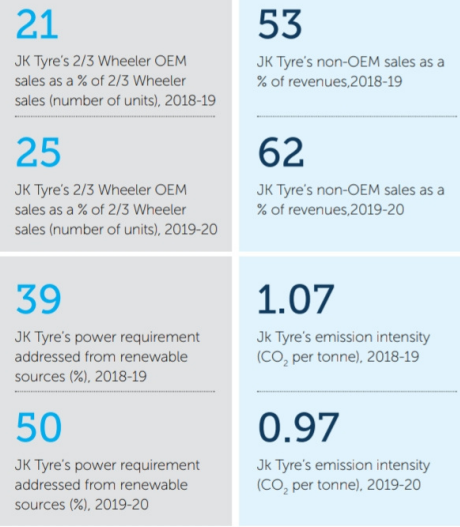 21
JK Tyre’s 2/3 Wheeler OEM
sales as a % of 2/3 Wheeler
sales (number of units), 2018-19
25
JK Tyre’s 2/3 Wheeler OEM
sales as a % of 2/3 Wheeler
sales (number of units), 2019-20
53
JK Tyre’s non-OEM sales as a
% of revenues,2018-19
62
JK Tyre’s non-OEM sales as a
% of revenues,2019-20
39
JK Tyre’s power requirement
addressed from renewable
sources (%), 2018-19
50
JK Tyre’s power requirement
addressed from renewable
sources (%), 2019-20
1.07
Jk Tyre’s emission intensity
(CO₂ per tonne), 2018-19
0.97
Jk Tyre’s emission intensity
(CO₂ per tonne), 2019-20